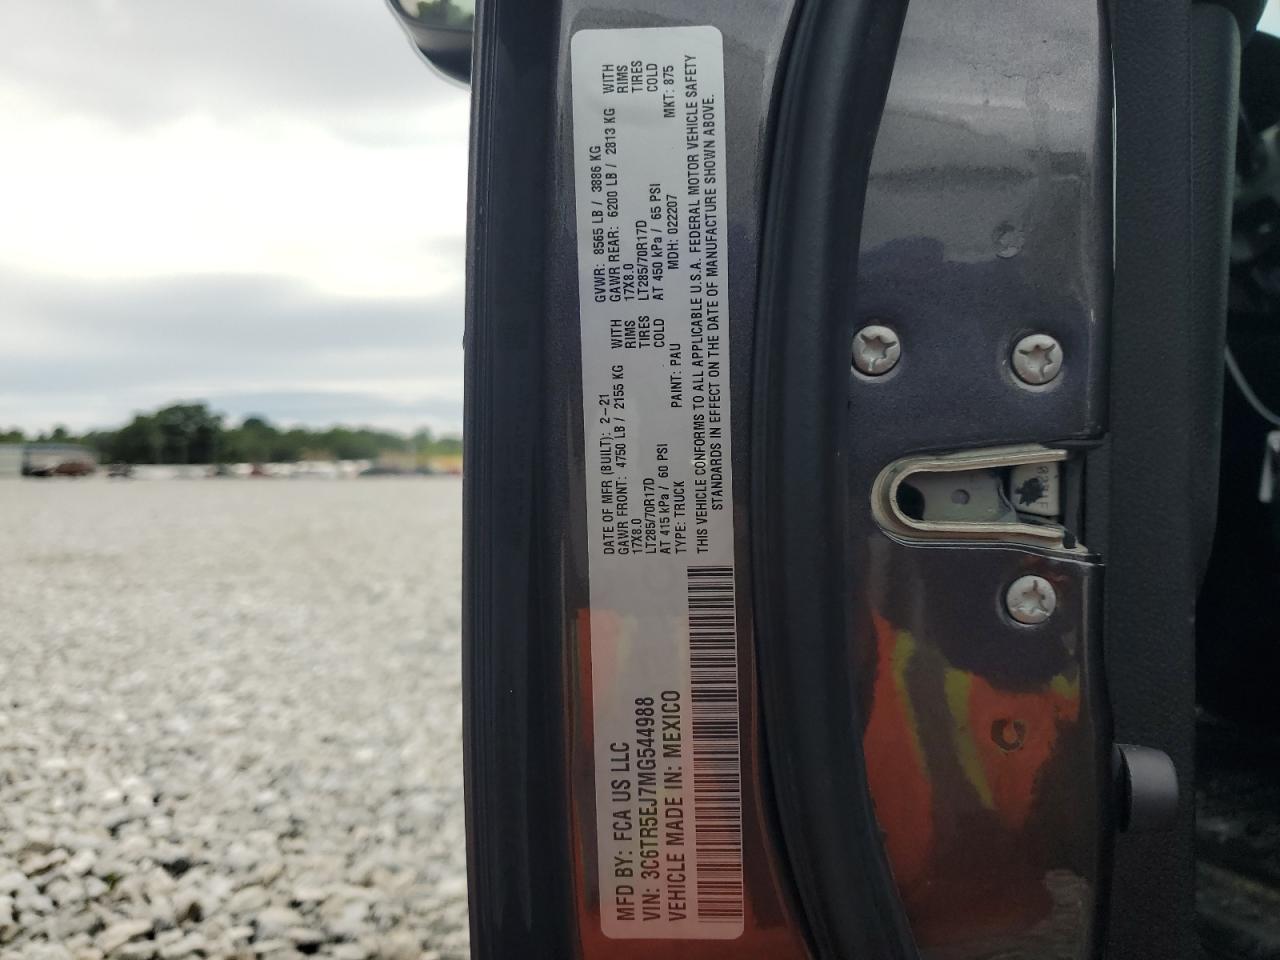 MFD BY: FCA US LLC
VIN: 3C6TR5EJ7MG544988
VEHICLE MADE IN: MEXICO
DATE OF MFR (BUILT): 2-21 GVWR: 8565 LB / 3886 KG
GAWR FRONT: 4750 LB / 2155 KG WITH GAWR REAR: 6200 LB / 2813 KG WITH
17X8.0 RIMS 17X8.0 RIMS
LT285/70R17D TIRES LT285/70R17D TIRES
AT 415 kPa / 60 PSI COLD AT 450 kPa / 65 PSI COLD
TYPE: TRUCK PAINT: PAU MDH: 022207 MKT: 875
THIS VEHICLE CONFORMS TO ALL APPLICABLE U.S.A. FEDERAL MOTOR VEHICLE SAFETY
STANDARDS IN EFFECT ON THE DATE OF MANUFACTURE SHOWN ABOVE.